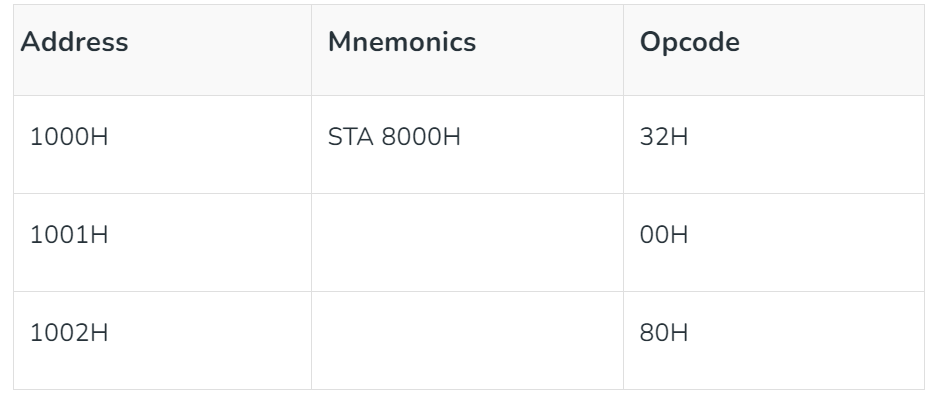 Address Mnemonics Opcode
1000H STA 8000H 32H
1001H 00H
1002H 80H